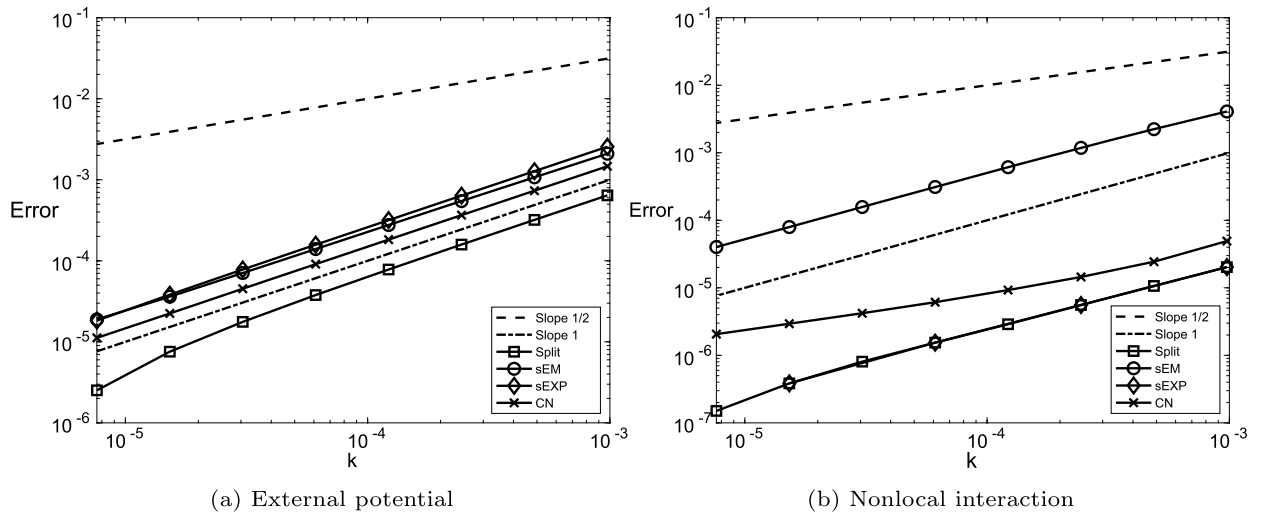 10^-1
10^-2
10^-3
Error
10^-4
10^-5
10^-6
10^-5
10^-4
10^-3
k
Slope 1/2
Slope 1
Split
sEM
sEXP
CN
(a) External potential
10^-1
10^-2
10^-3
Error
10^-4
10^-5
10^-6
10^-7
10^-5
10^-4
10^-3
k
Slope 1/2
Slope 1
Split
sEM
sEXP
CN
(b) Nonlocal interaction